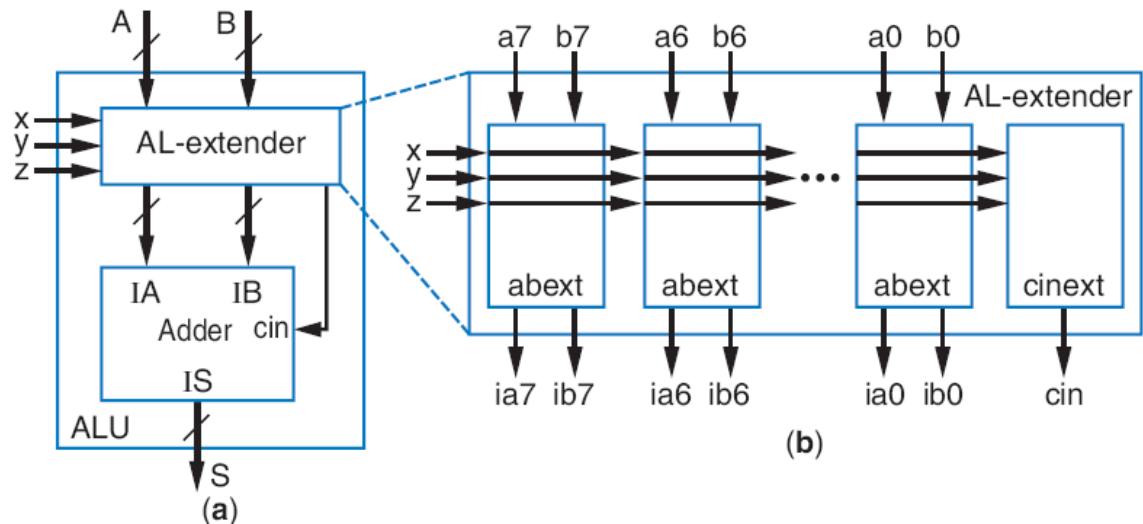 A B
x
y
z
AL-extender
IA IB
Adder cin
IS
ALU
S
(a)
a7 b7 a6 b6 a0 b0
AL-extender
x
y
z
abext abext abext cinext
ia7 ib7 ia6 ib6 ia0 ib0 cin
(b)